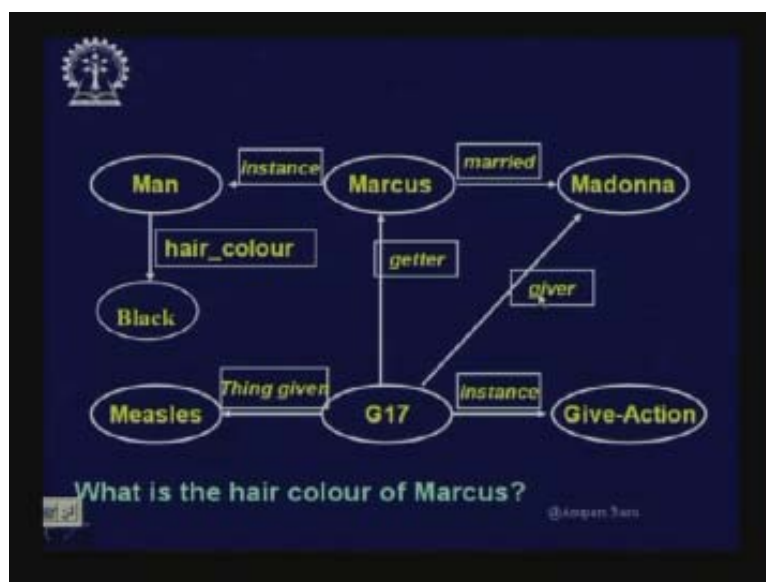 instance
married
Man
Marcus
Madonna
hair_colour
getter
giver
Black
Thing given
instance
Measles
G17
Give-Action
What is the hair colour of Marcus?